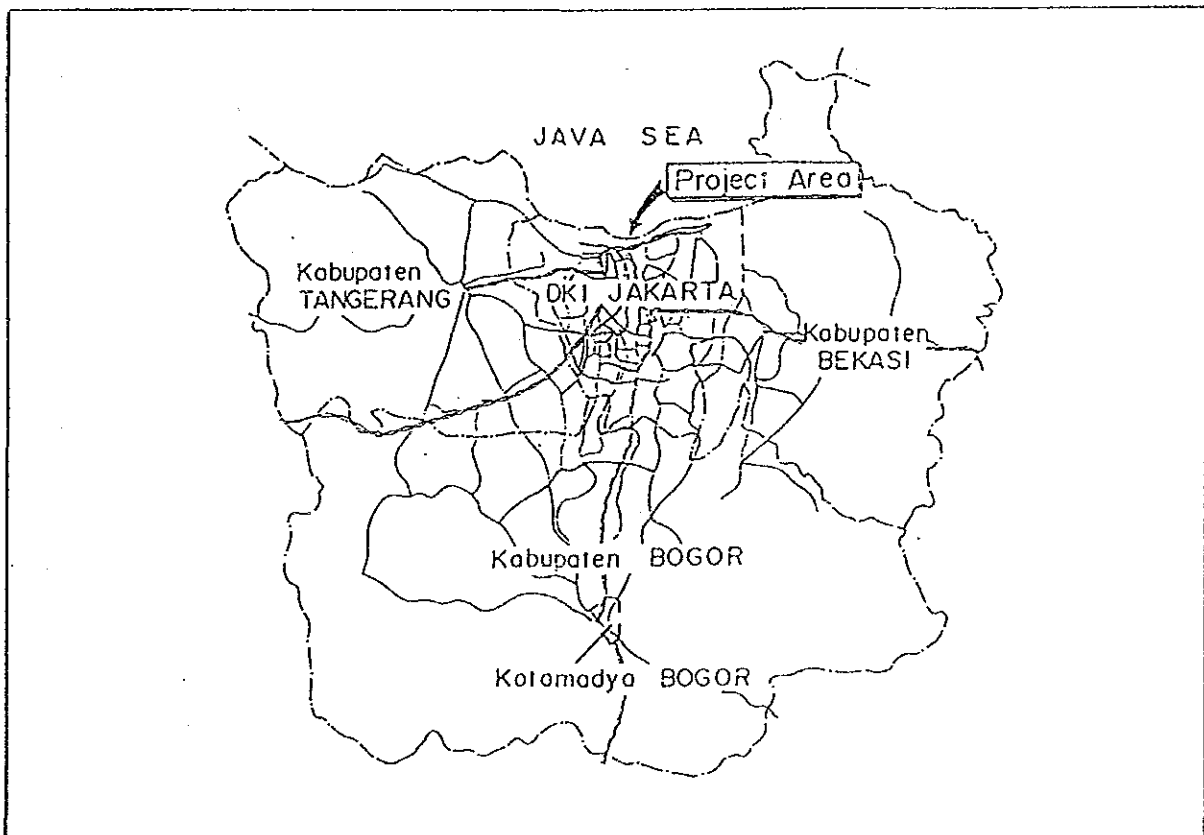 JAVA SEA
Project Area
Kabupaten
TANGERANG
DKI JAKARTA
Kabupaten
BEKASI
Kabupaten BOGOR
Kotamadya BOGOR